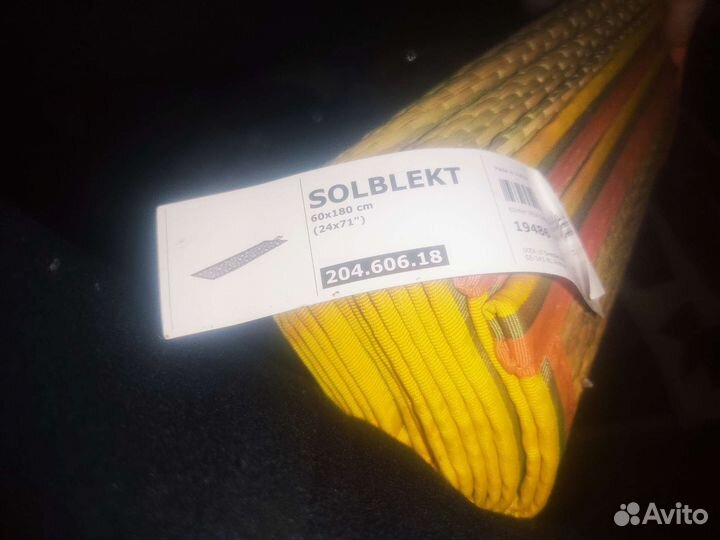 SOLBLEKT
60x180 cm
(24x71")
204.606.18
19486
Avito